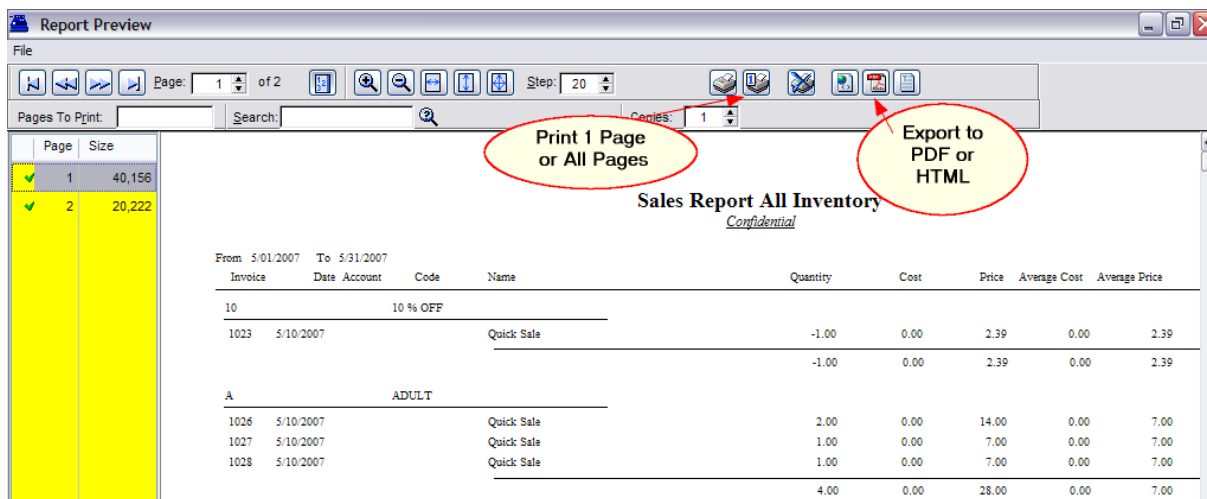 Report Preview
File
Page: 1 of 2 Step: 20
Pages To Print: Search: Copies: 1
Print 1 Page
or All Pages
Export to
PDF or
HTML
Page Size
1 40,156
2 20,222
Sales Report All Inventory
Confidential
From 5/01/2007 To 5/31/2007
Invoice Date Account Code Name Quantity Cost Price Average Cost Average Price
10 10 % OFF
1023 5/10/2007 Quick Sale -1.00 0.00 2.39 0.00 2.39
-1.00 0.00 2.39 0.00 2.39
A ADULT
1026 5/10/2007 Quick Sale 2.00 0.00 14.00 0.00 7.00
1027 5/10/2007 Quick Sale 1.00 0.00 7.00 0.00 7.00
1028 5/10/2007 Quick Sale 1.00 0.00 7.00 0.00 7.00
4.00 0.00 28.00 0.00 7.00